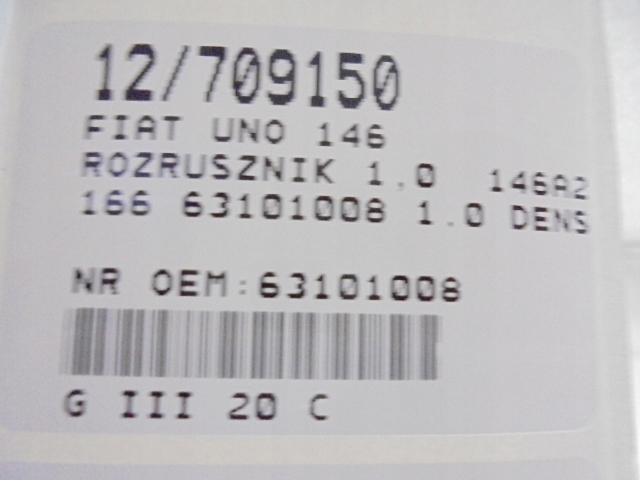 12/709150
FIAT UNO 146
ROZRUSZNIK 1.0 146A2
166 63101008 1.0 DENS
NR OEM:63101008
G III 20 C